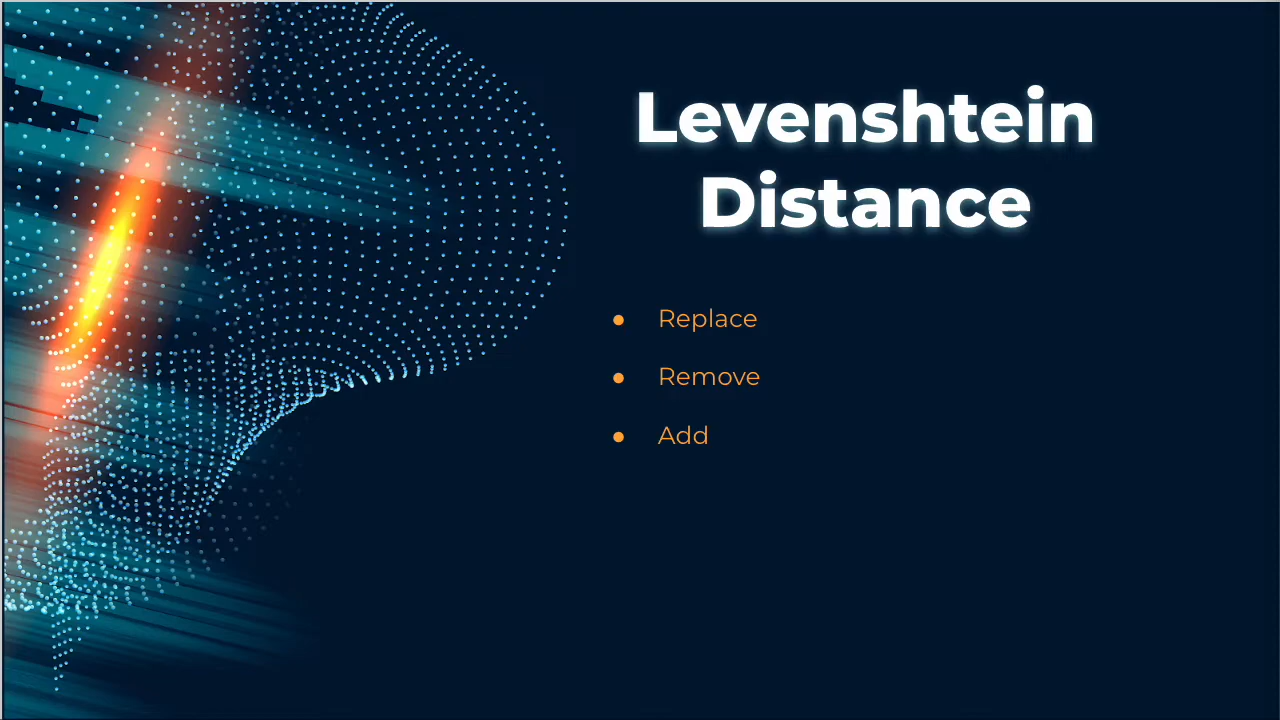 Levenshtein
Distance
● Replace
● Remove
● Add